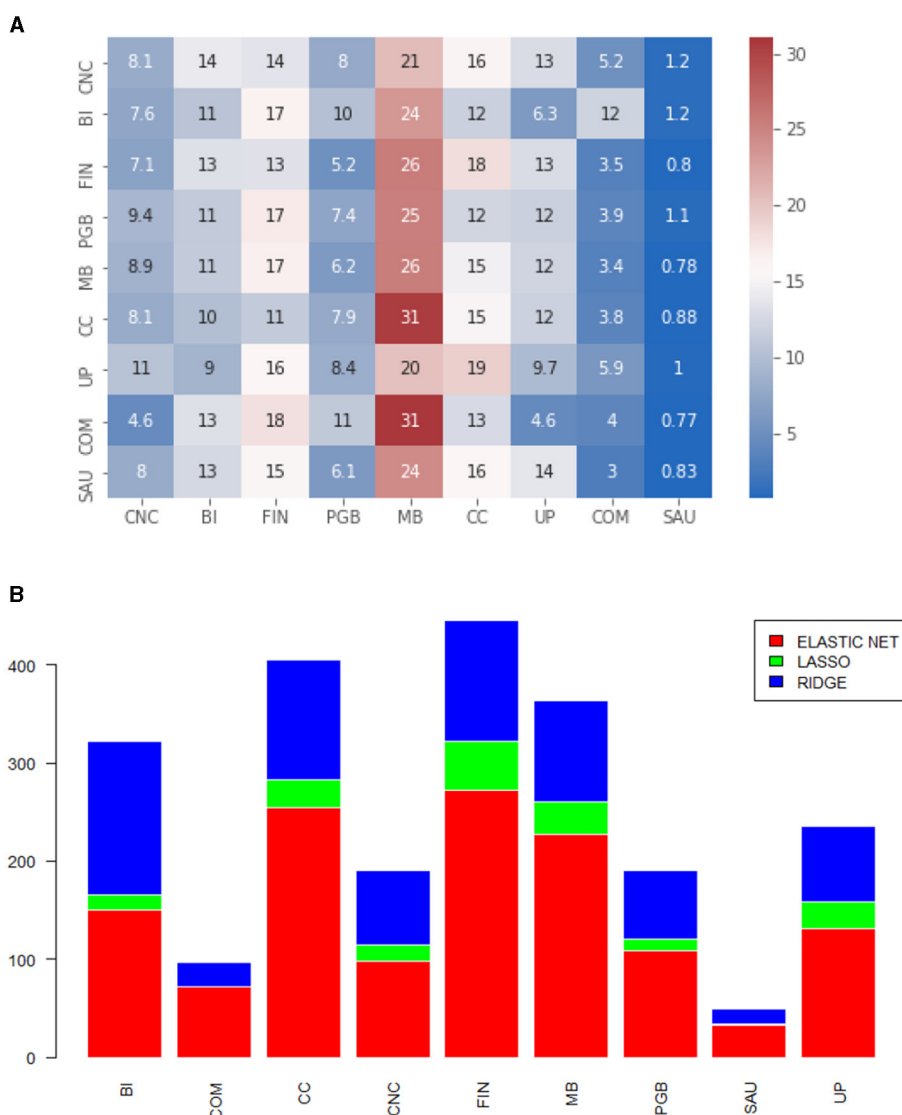 A
CNC 8.1 14 14 8 21 16 13 5.2 1.2
BI 7.6 11 17 10 24 12 6.3 12 1.2
FIN 7.1 13 13 5.2 26 18 13 3.5 0.8
PGB 9.4 11 17 7.4 25 12 12 3.9 1.1
MB 8.9 11 17 6.2 26 15 12 3.4 0.78
CC 8.1 10 11 7.9 31 15 12 3.8 0.88
UP 11 9 16 8.4 20 19 9.7 5.9 1
COM 4.6 13 18 11 31 13 4.6 4 0.77
SAU 8 13 15 6.1 24 16 14 3 0.83
CNC BI FIN PGB MB CC UP COM SAU
30
25
20
15
10
5
B
ELASTIC NET
LASSO
RIDGE
400
300
200
100
0
BI COM CC CNC FIN MB PGB SAU UP